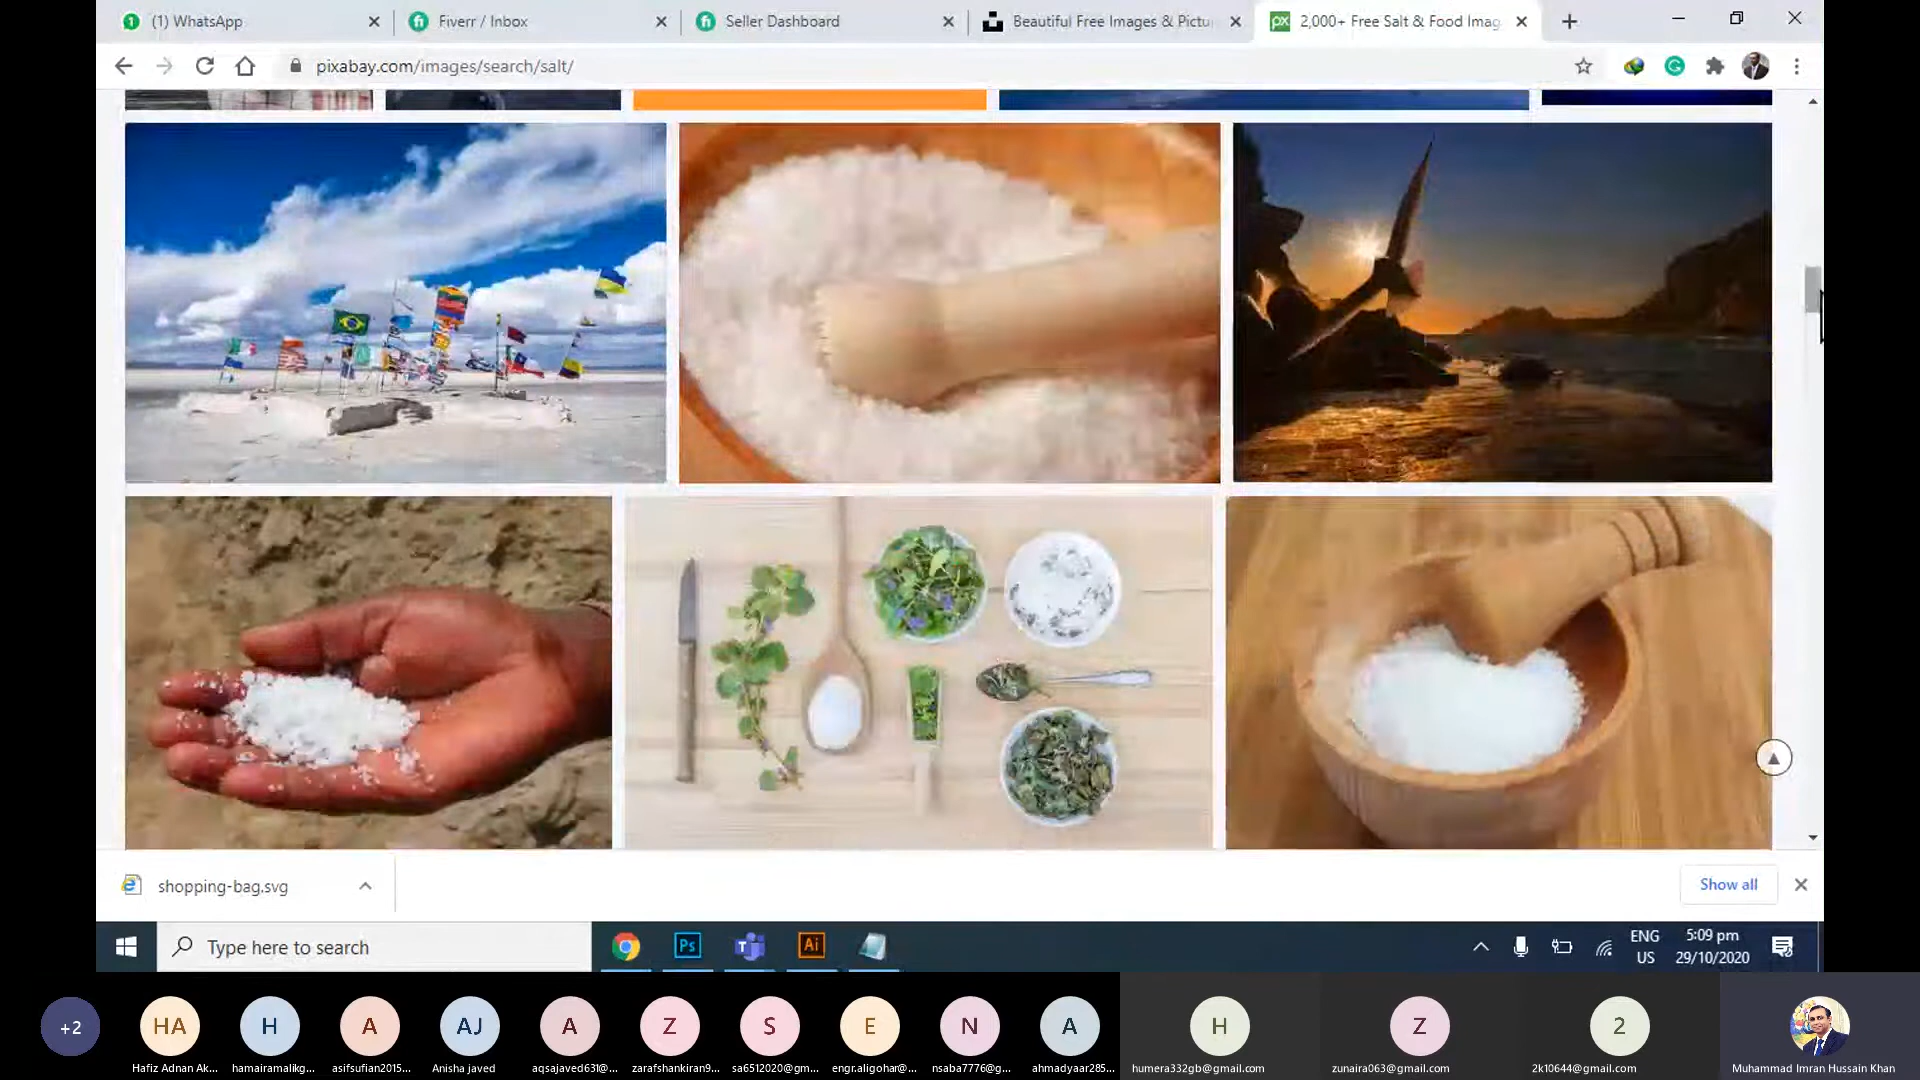 (1) WhatsApp
Fiverr / Inbox
Seller Dashboard
Beautiful Free Images & Pictu
2,000+ Free Salt & Food Imag
pixabay.com/images/search/salt/
shopping-bag.svg
Show all
Type here to search
Ps
Ai
ENG
US
5:09 pm
29/10/2020
+2
HA
H
A
AJ
A
Z
S
E
N
A
H
Z
2
Hafiz Adnan Ak...
hamairamalikg...
asifsufian2015...
Anisha javed
aqsajaved631@...
zarafshankiran9...
sa6512020@gm...
engr.aligohar@...
nsaba7776@g...
ahmadyaar285...
humera332gb@gmail.com
zunaira063@gmail.com
2k10644@gmail.com
Muhammad Imran Hussain Khan